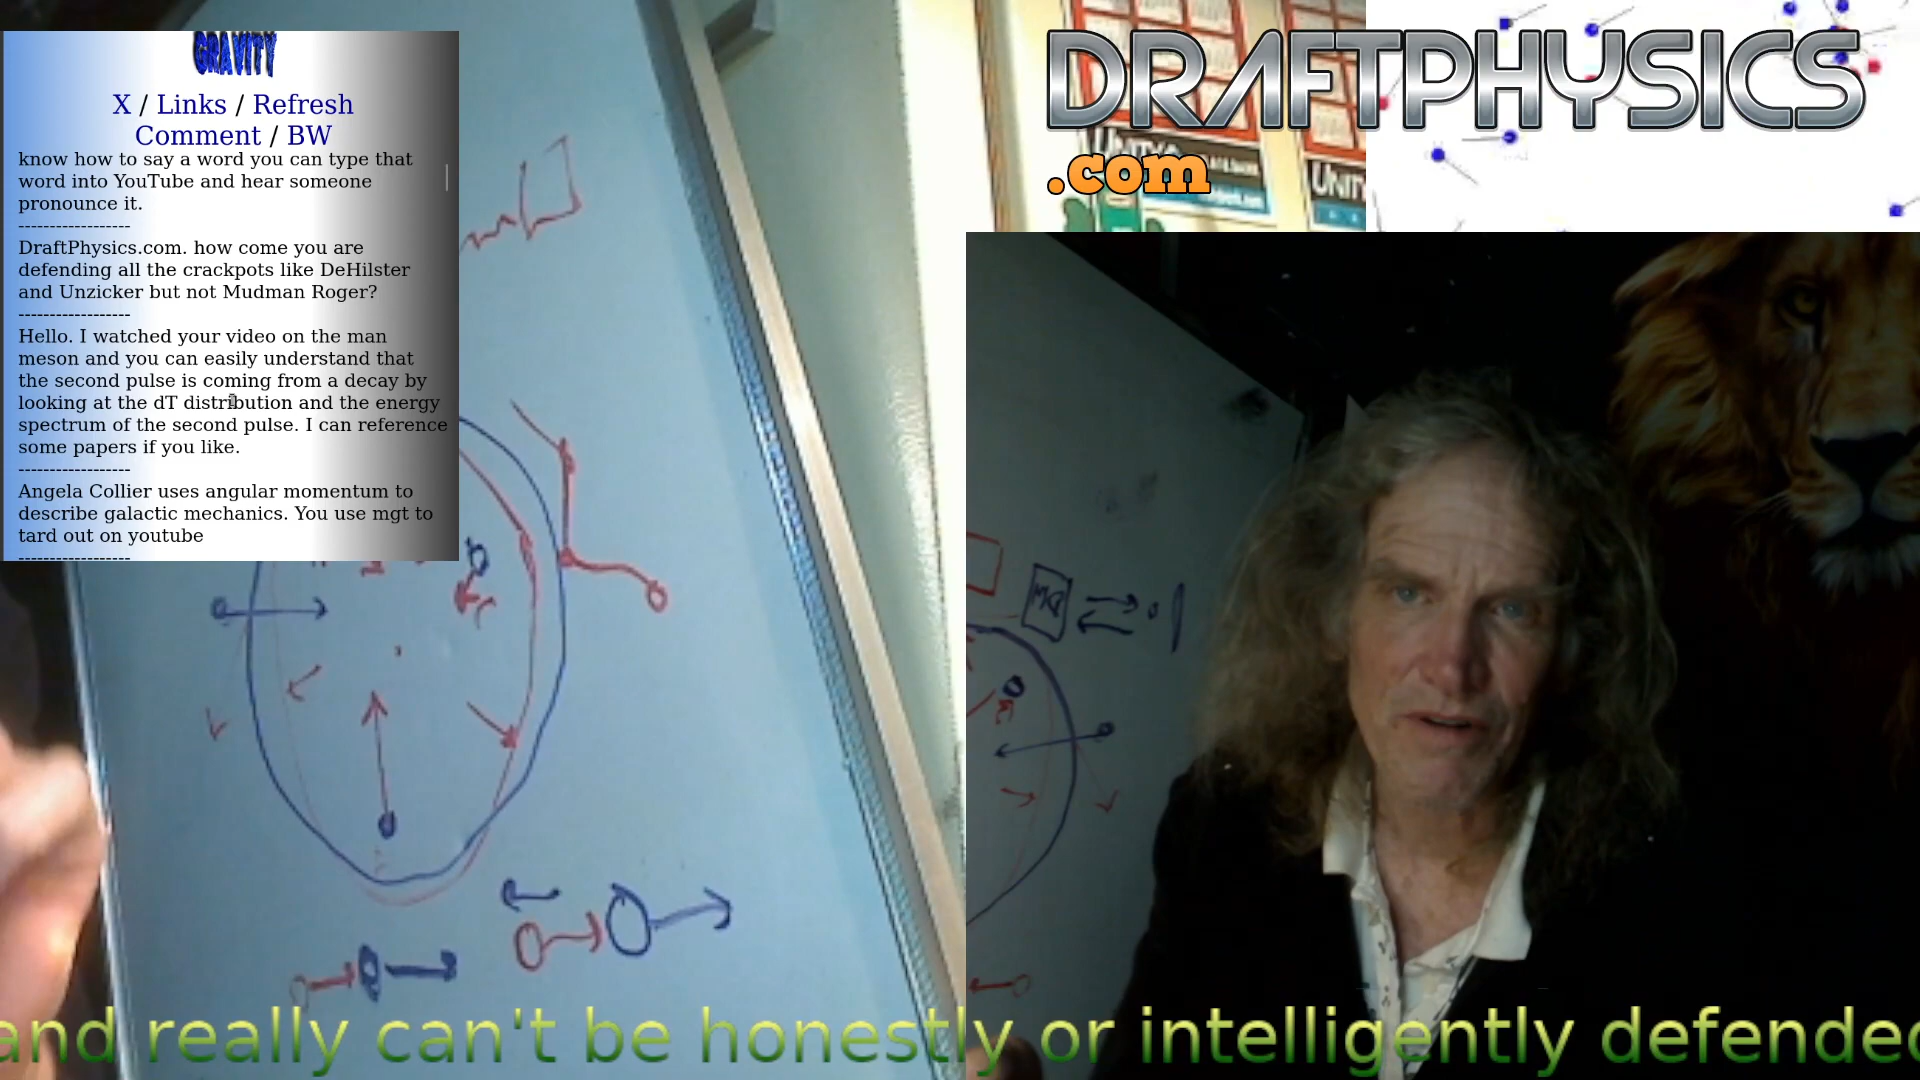 GRAVITY
X / Links / Refresh
Comment / BW
know how to say a word you can type that
word into YouTube and hear someone
pronounce it.
------------------
DraftPhysics.com. how come you are
defending all the crackpots like DeHilster
and Unzicker but not Mudman Roger?
------------------
Hello. I watched your video on the man
meson and you can easily understand that
the second pulse is coming from a decay by
looking at the dT distribution and the energy
spectrum of the second pulse. I can reference
some papers if you like.
------------------
Angela Collier uses angular momentum to
describe galactic mechanics. You use mgt to
tard out on youtube
------------------
DRAFTPHYSICS
.com
UNITY
and really can't be honestly or intelligently defended